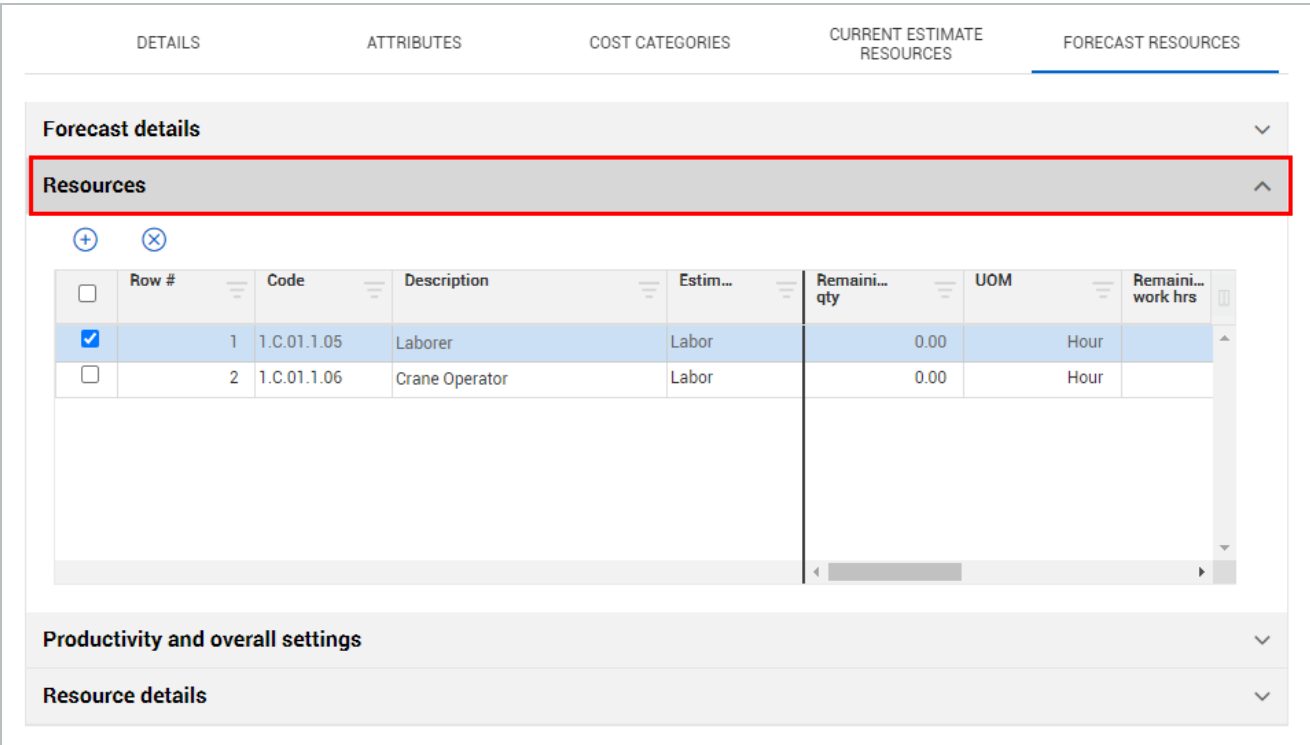 DETAILS ATTRIBUTES COST CATEGORIES CURRENT ESTIMATE RESOURCES FORECAST RESOURCES
Forecast details
Resources
Row # Code Description Estim... Remaini... qty UOM Remaini... work hrs
1 1.C.01.1.05 Laborer Labor 0.00 Hour
2 1.C.01.1.06 Crane Operator Labor 0.00 Hour
Productivity and overall settings
Resource details